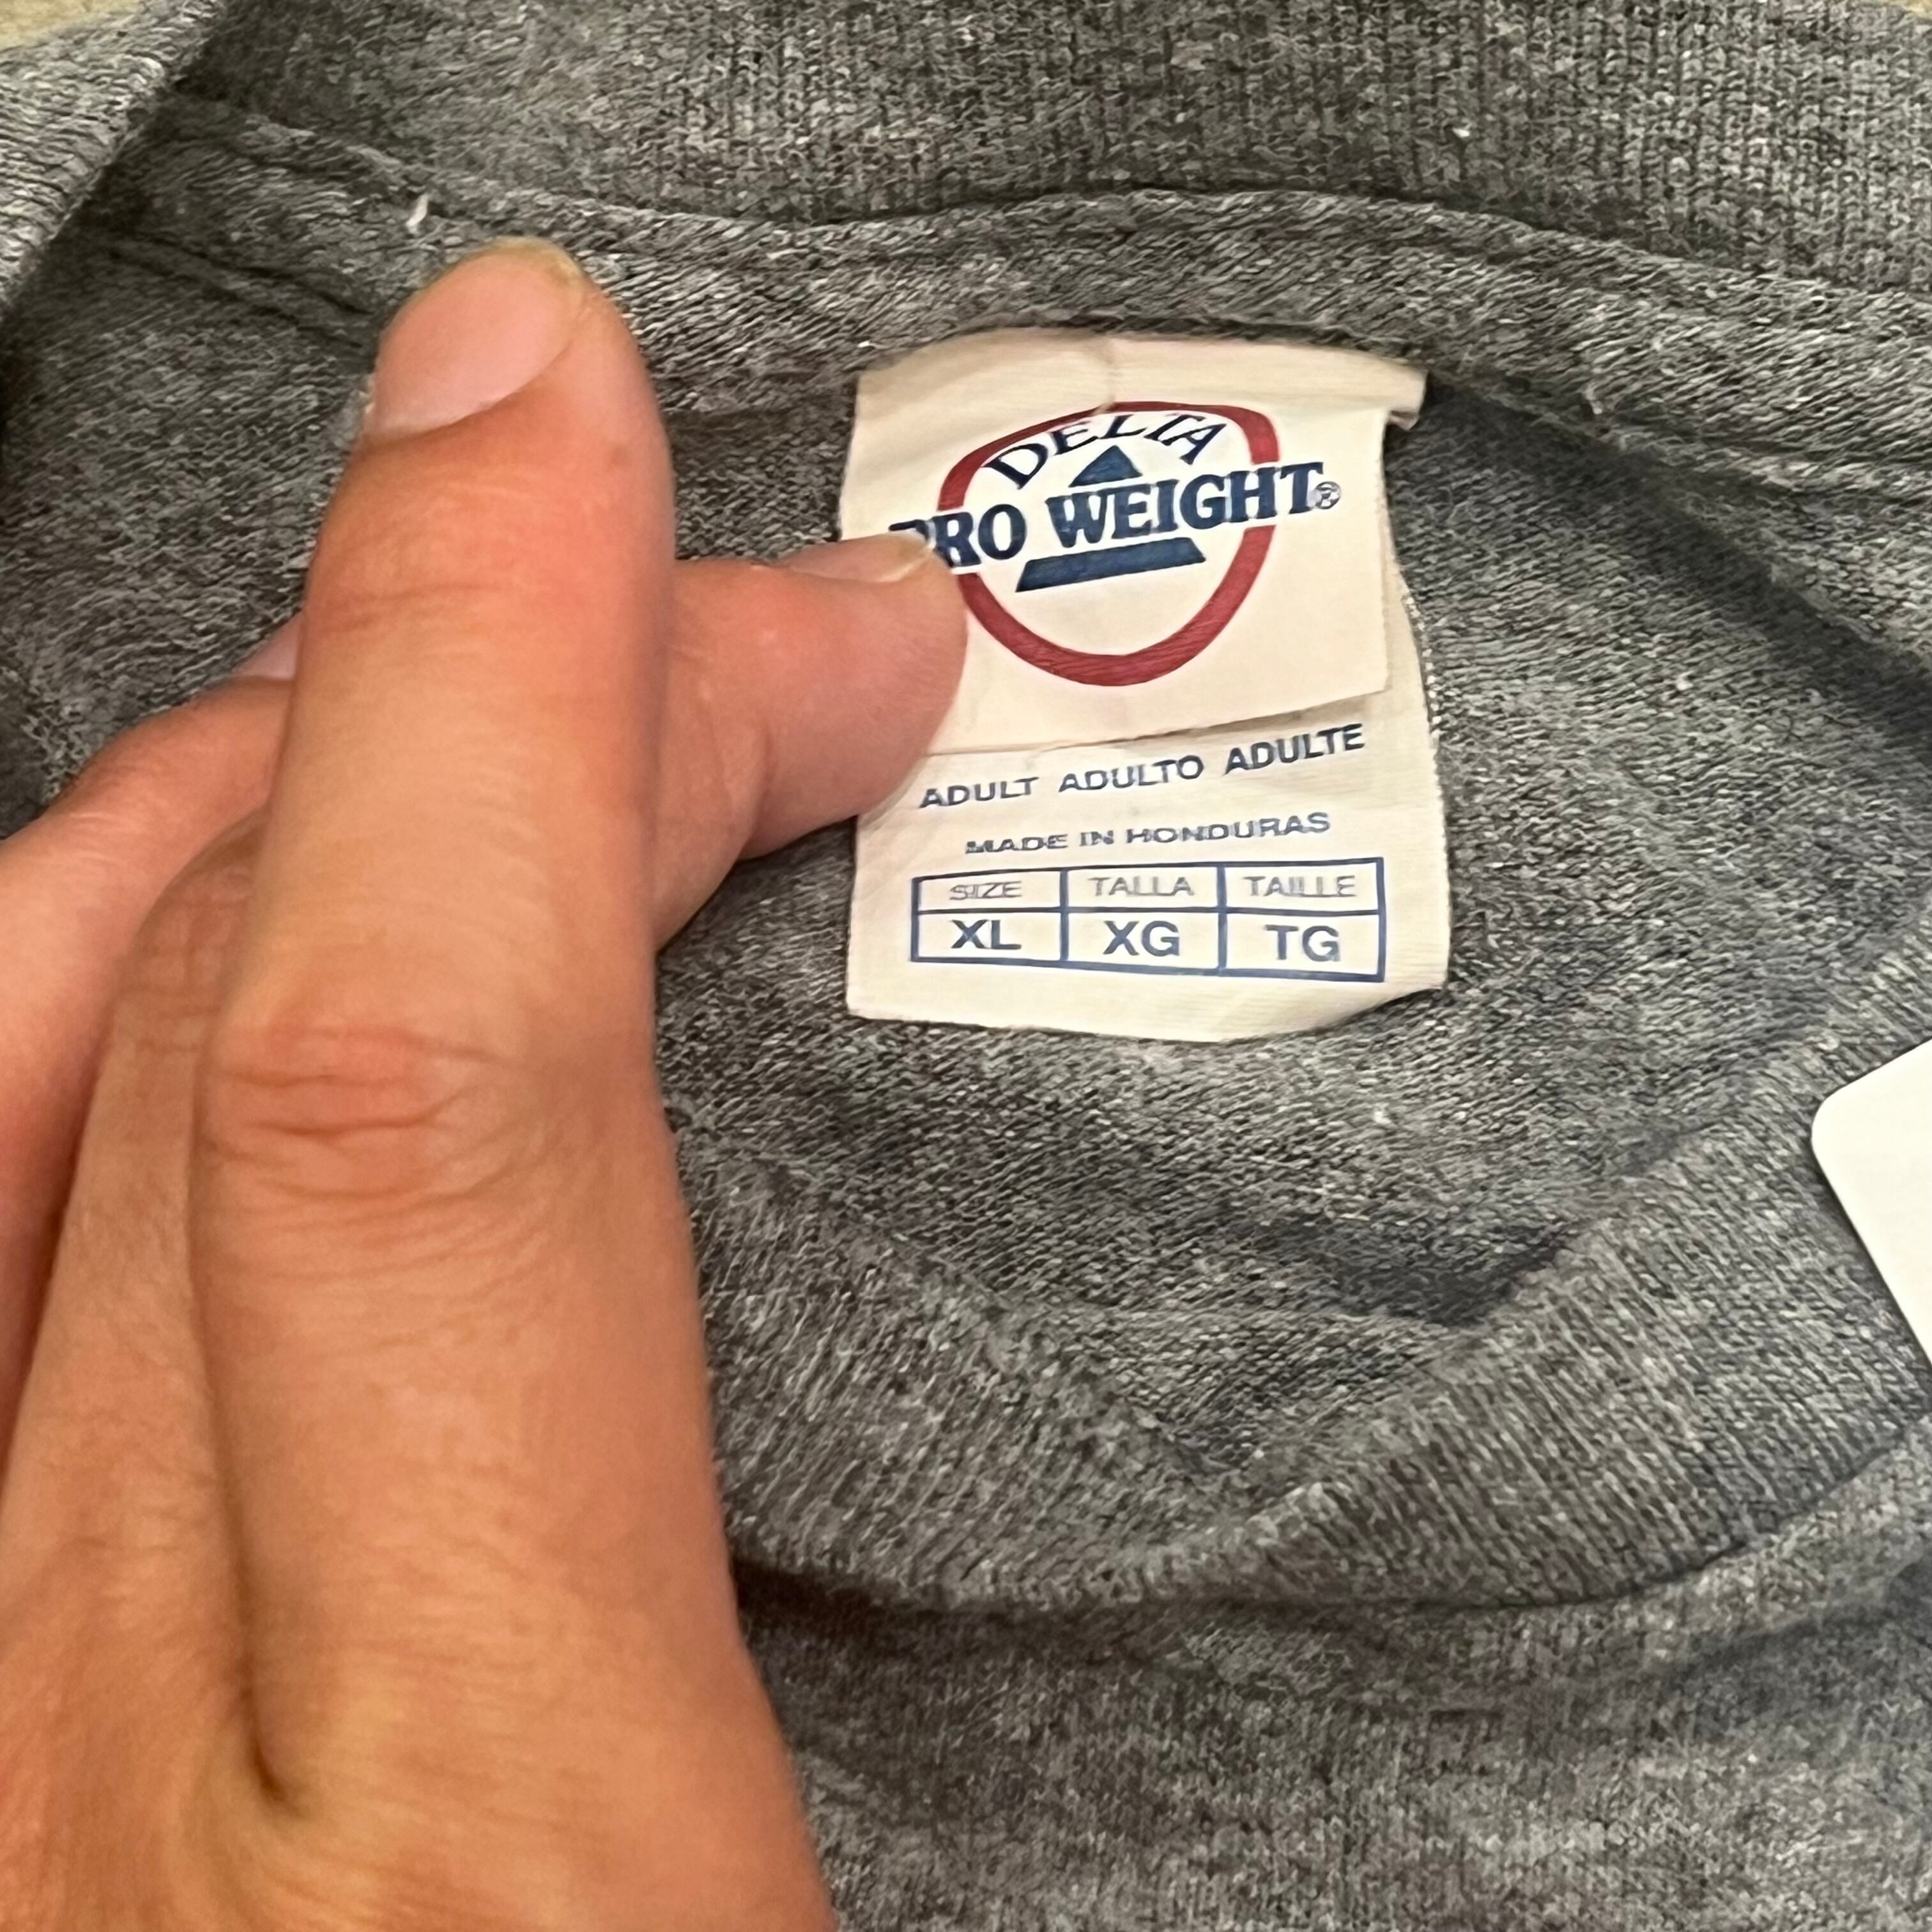 DELTA
PRO WEIGHT®
ADULT ADULTO ADULTE
MADE IN HONDURAS
SIZE TALLA TAILLE
XL XG TG